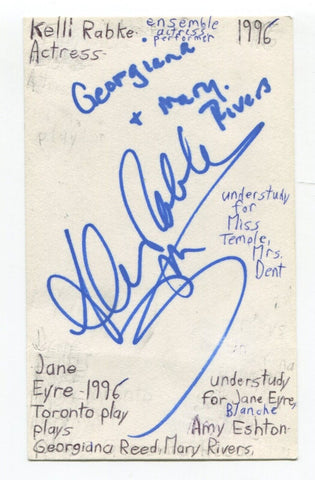 Kelli Rabke
Actress
ensemble
actress
performer
1996
Georgiana
+ Mary
Rivers
understudy
for
Miss
Temple,
Mrs.
Dent
Jane
Eyre - 1996
Toronto play
plays
Georgiana Reed, Mary Rivers,
understudy
for Jane Eyre,
Blanche
Amy Eshton